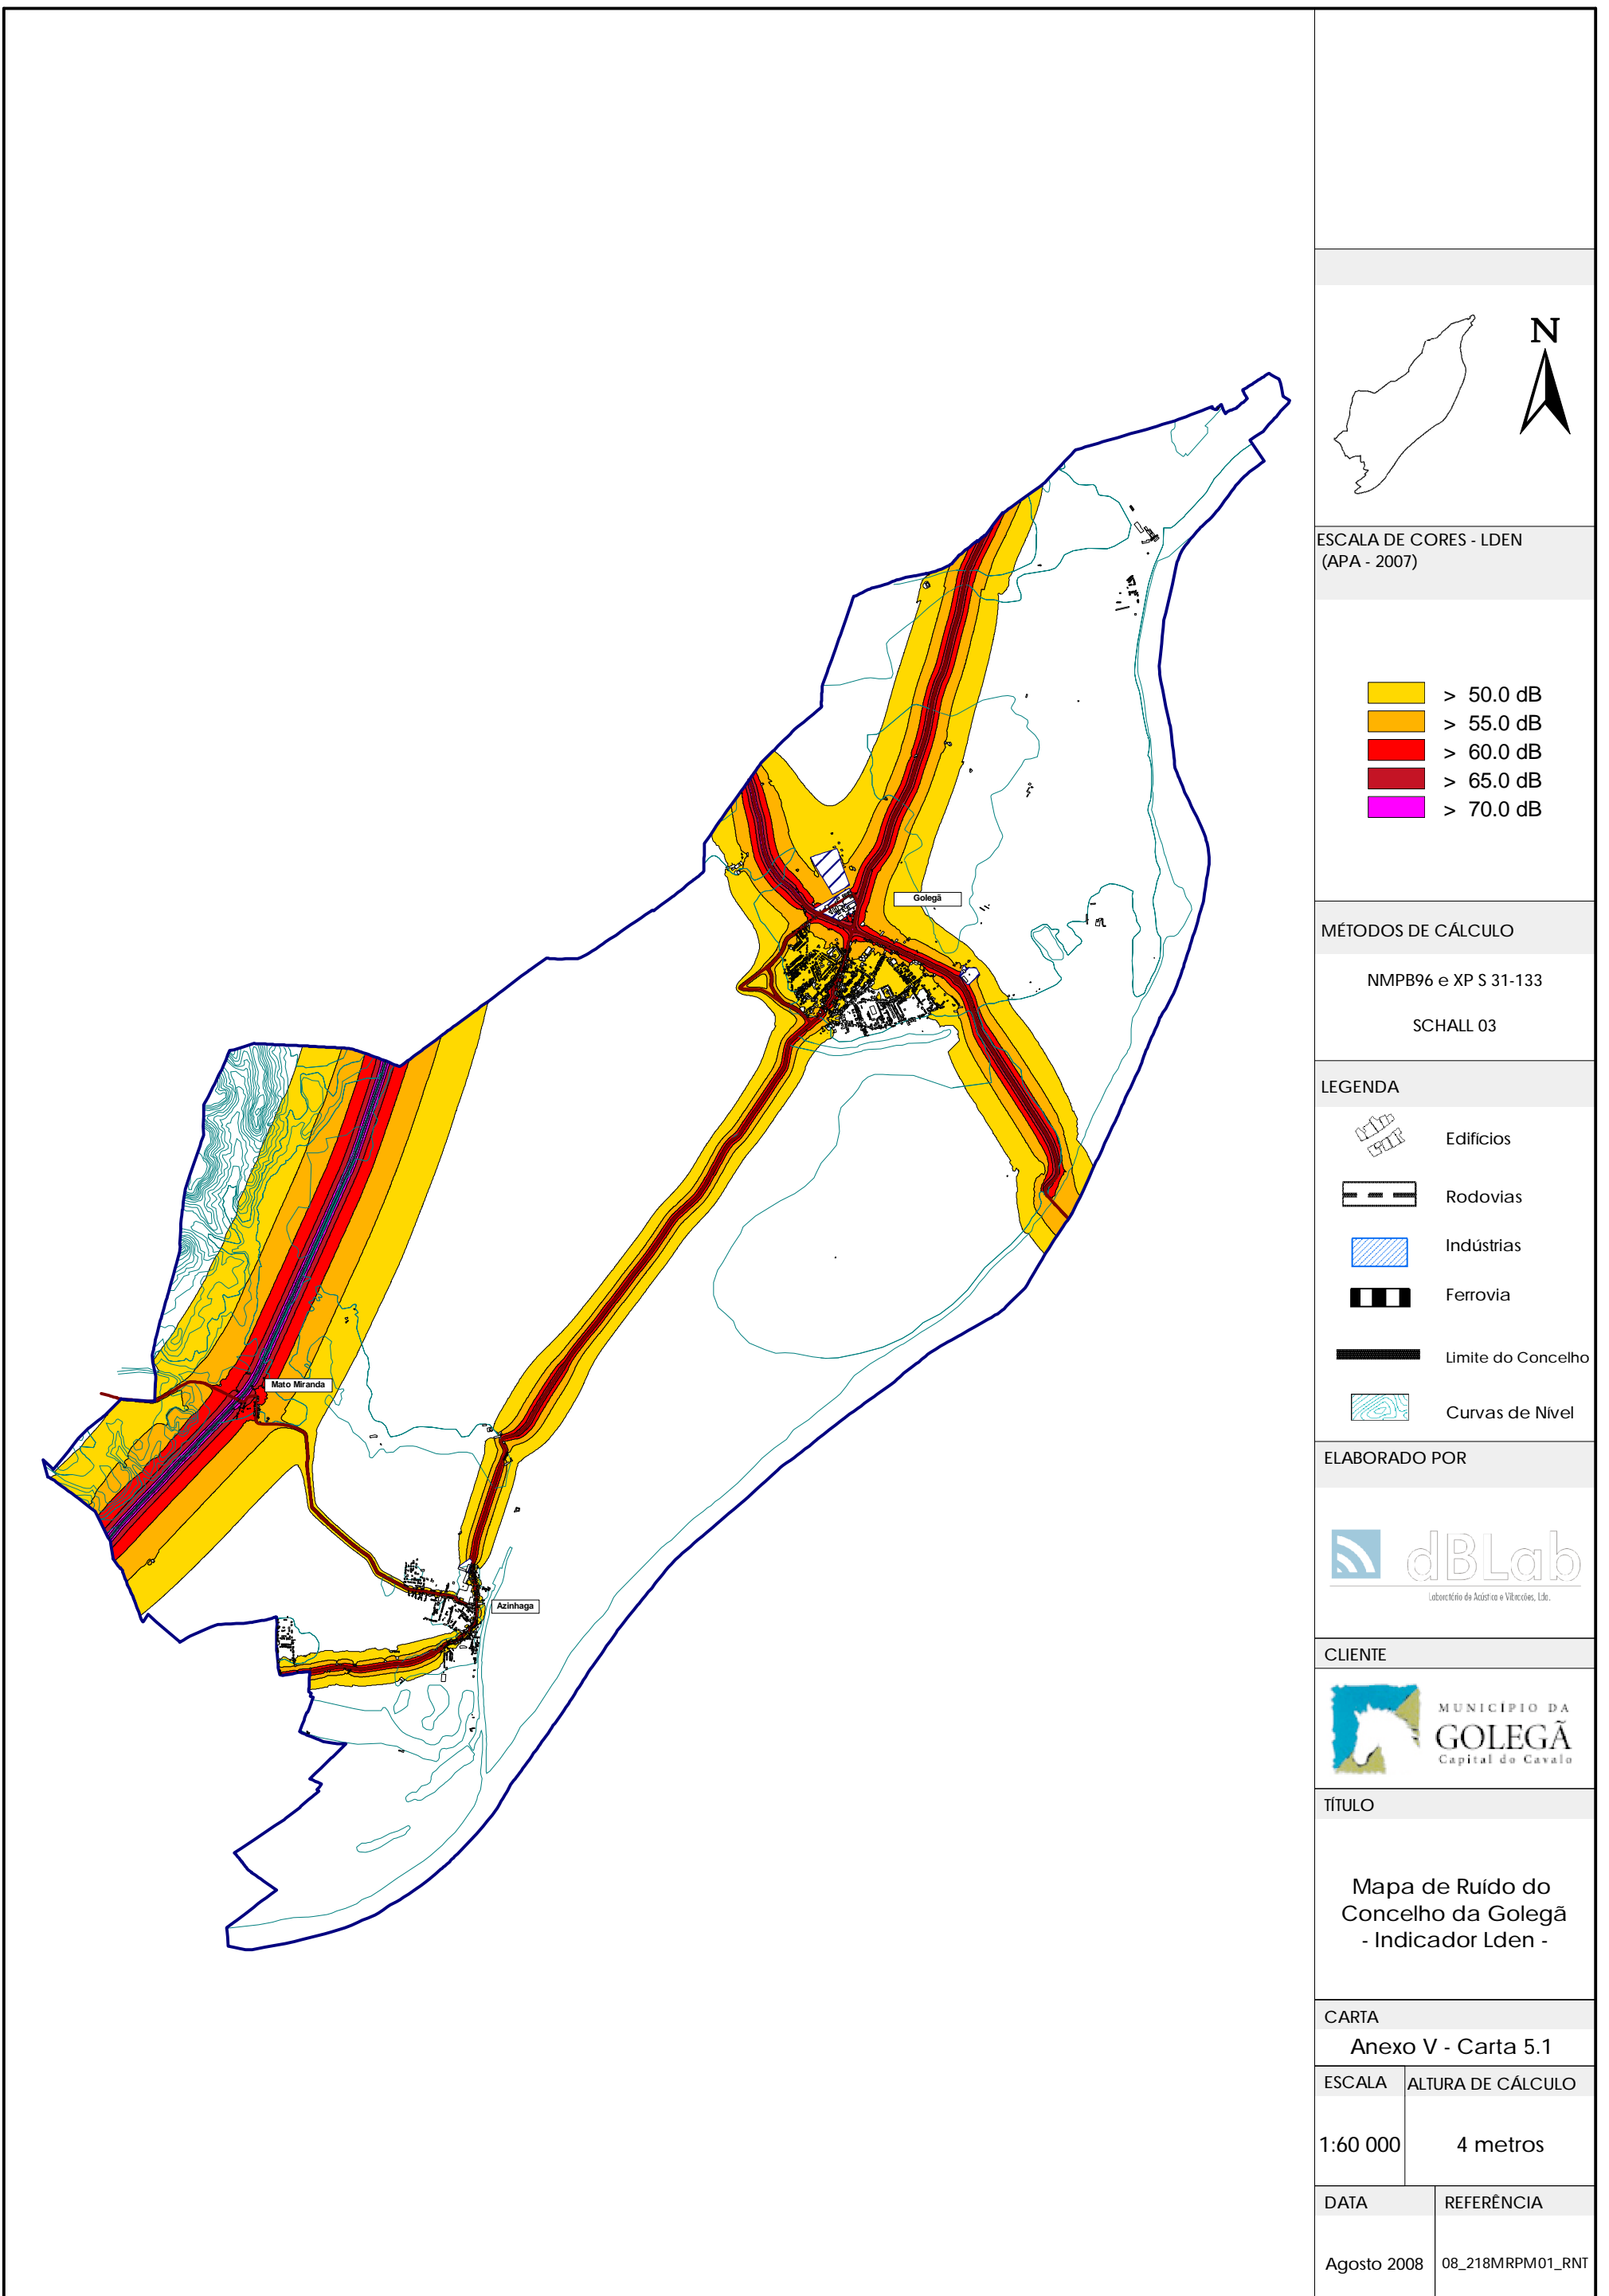 N
ESCALA DE CORES - LDEN
(APA - 2007)
> 50.0 dB
> 55.0 dB
> 60.0 dB
> 65.0 dB
> 70.0 dB
Golegã
Mato Miranda
Azinhaga
MÉTODOS DE CÁLCULO
NMPB96 e XP S 31-133
SCHALL 03
LEGENDA
Edifícios
Rodovias
Indústrias
Ferrovia
Limite do Concelho
Curvas de Nível
ELABORADO POR
dBLab
Laboratório de Acústica e Vibrações, Lda.
CLIENTE
MUNICÍPIO DA
GOLEGÃ
Capital do Cavalo
TÍTULO
Mapa de Ruído do
Concelho da Golegã
- Indicador Lden -
CARTA
Anexo V - Carta 5.1
ESCALA
ALTURA DE CÁLCULO
1:60 000
4 metros
DATA
REFERÊNCIA
Agosto 2008
08_218MRPM01_RNT